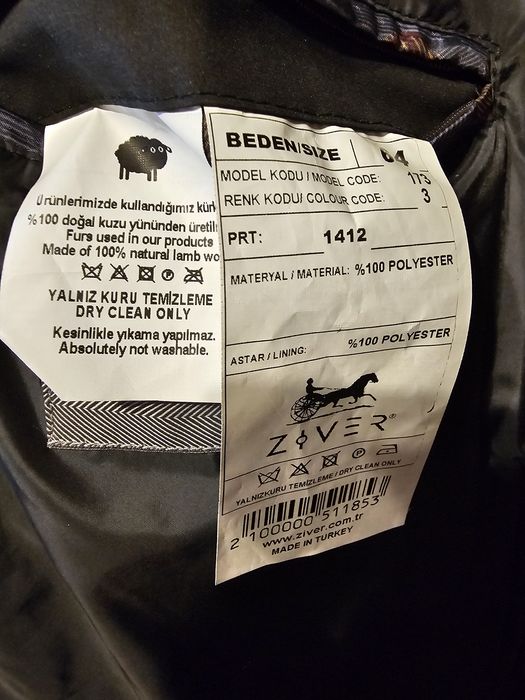 Ürünlerimizde kullandığımız
%100 doğal kuzu yününden
Furs used in our products
Made of 100% natural lamb
YALNIZ KURU TEMİZLEME
DRY CLEAN ONLY
Kesinlikle yıkama yapılmaz.
Absolutely not washable.
BEDEN/SIZE 64
MODEL KODU / MODEL CODE: 173
RENK KODU/ COLOUR CODE: 3
PRT: 1412
MATERYAL / MATERIAL: %100 POLYESTER
ASTAR / LINING: %100 POLYESTER
ZİVER®
YALNIZKURU TEMİZLEME / DRY CLEAN ONLY
2 100000 511853
www.ziver.com.tr
MADE IN TURKEY